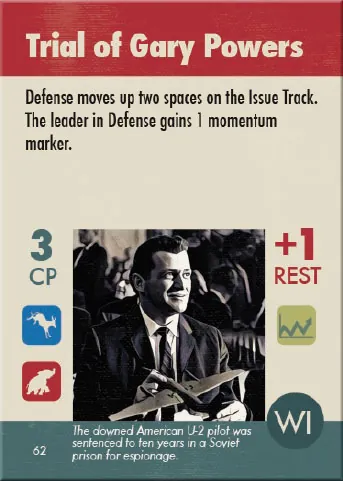 Trial of Gary Powers
Defense moves up two spaces on the Issue Track.
The leader in Defense gains 1 momentum
marker.
3
CP
+1
REST
WI
The downed American U-2 pilot was
sentenced to ten years in a Soviet
prison for espionage.
62